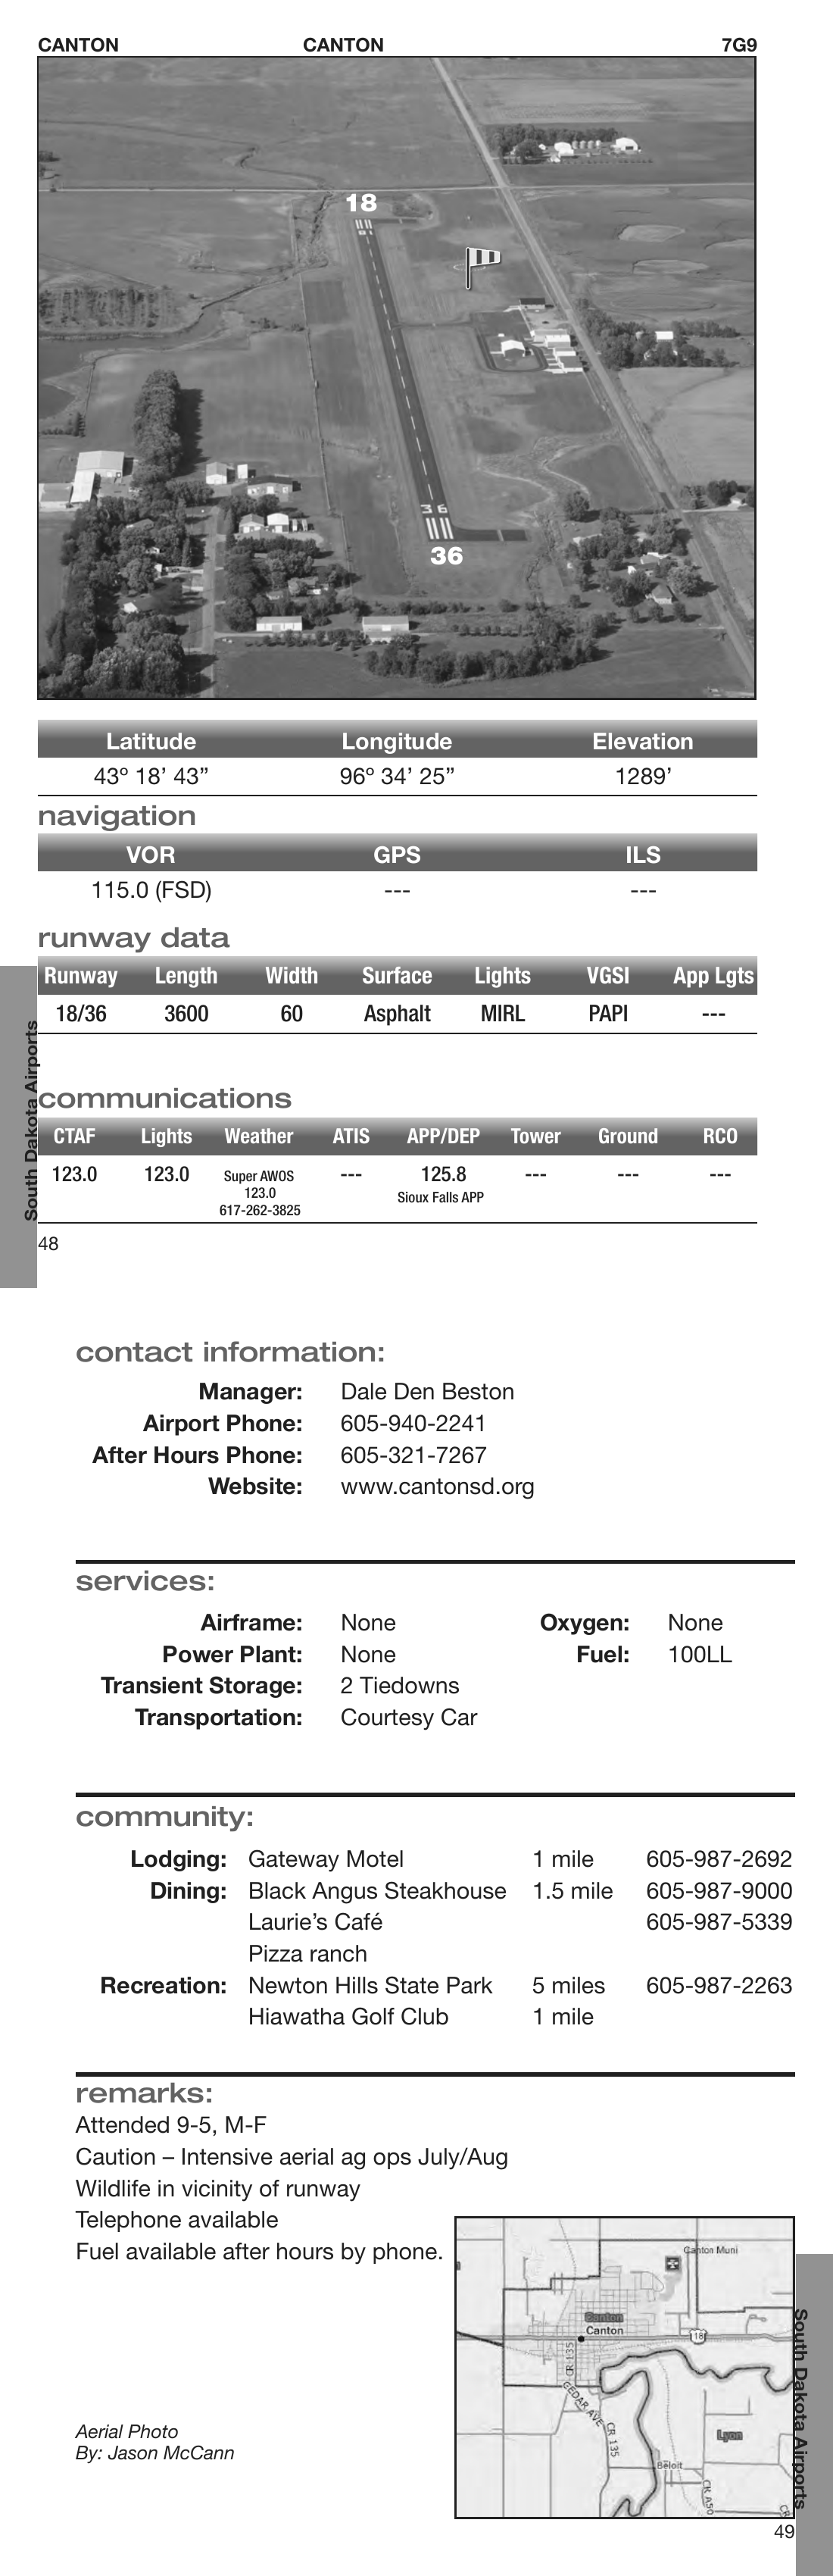 CANTON CANTON 7G9
18
36
36
Latitude Longitude Elevation
43º 18’ 43” 96º 34’ 25” 1289’
navigation
VOR GPS ILS
115.0 (FSD) --- ---
runway data
Runway Length Width Surface Lights VGSI App Lgts
18/36 3600 60 Asphalt MIRL PAPI ---
communications
CTAF Lights Weather ATIS APP/DEP Tower Ground RCO
123.0 123.0 Super AWOS --- 125.8 --- --- ---
123.0 Sioux Falls APP
617-262-3825
South Dakota Airports
48
contact information:
Manager: Dale Den Beston
Airport Phone: 605-940-2241
After Hours Phone: 605-321-7267
Website: www.cantonsd.org
services:
Airframe: None Oxygen: None
Power Plant: None Fuel: 100LL
Transient Storage: 2 Tiedowns
Transportation: Courtesy Car
community:
Lodging: Gateway Motel 1 mile 605-987-2692
Dining: Black Angus Steakhouse 1.5 mile 605-987-9000
Laurie’s Café 605-987-5339
Pizza ranch
Recreation: Newton Hills State Park 5 miles 605-987-2263
Hiawatha Golf Club 1 mile
remarks:
Attended 9-5, M-F
Caution – Intensive aerial ag ops July/Aug
Wildlife in vicinity of runway
Telephone available
Fuel available after hours by phone.
Canton Muni
Canton
Canton
18
CR 135
CEDAR AVE
CR 135
Lyon
Beloit
CR A50
CR
Aerial Photo
By: Jason McCann
South Dakota Airports
49